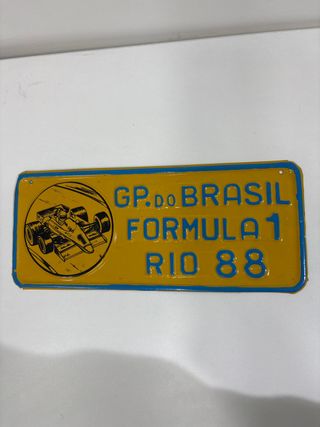 GP. DO BRASIL
FORMULA 1
RIO 88